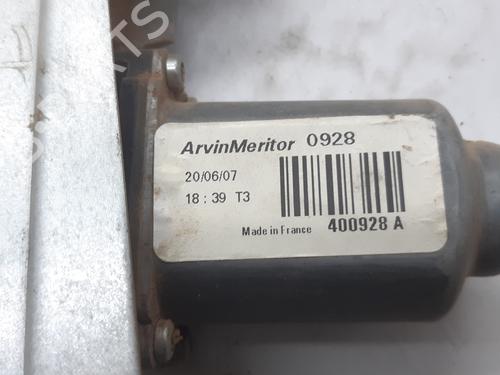 ArvinMeritor 0928
20/06/07
18 : 39 T3
Made in France 400928 A